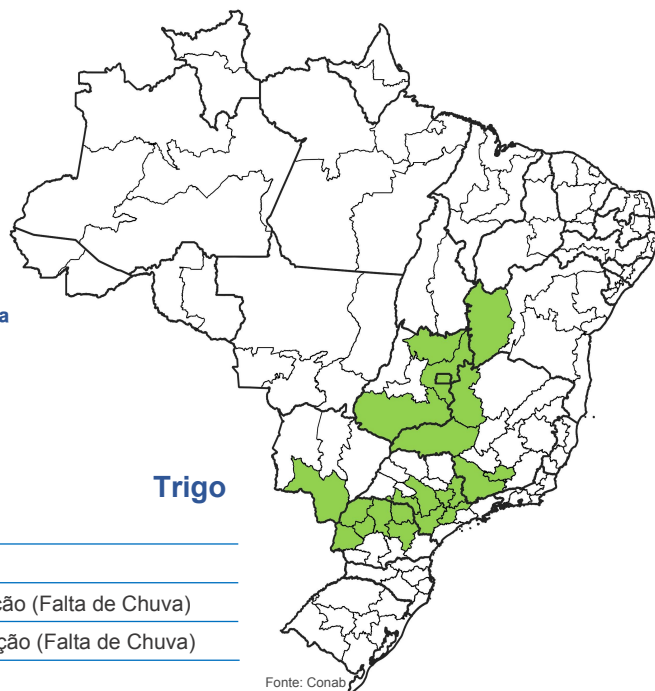 a
Trigo
ção (Falta de Chuva)
ção (Falta de Chuva)
Fonte: Conab